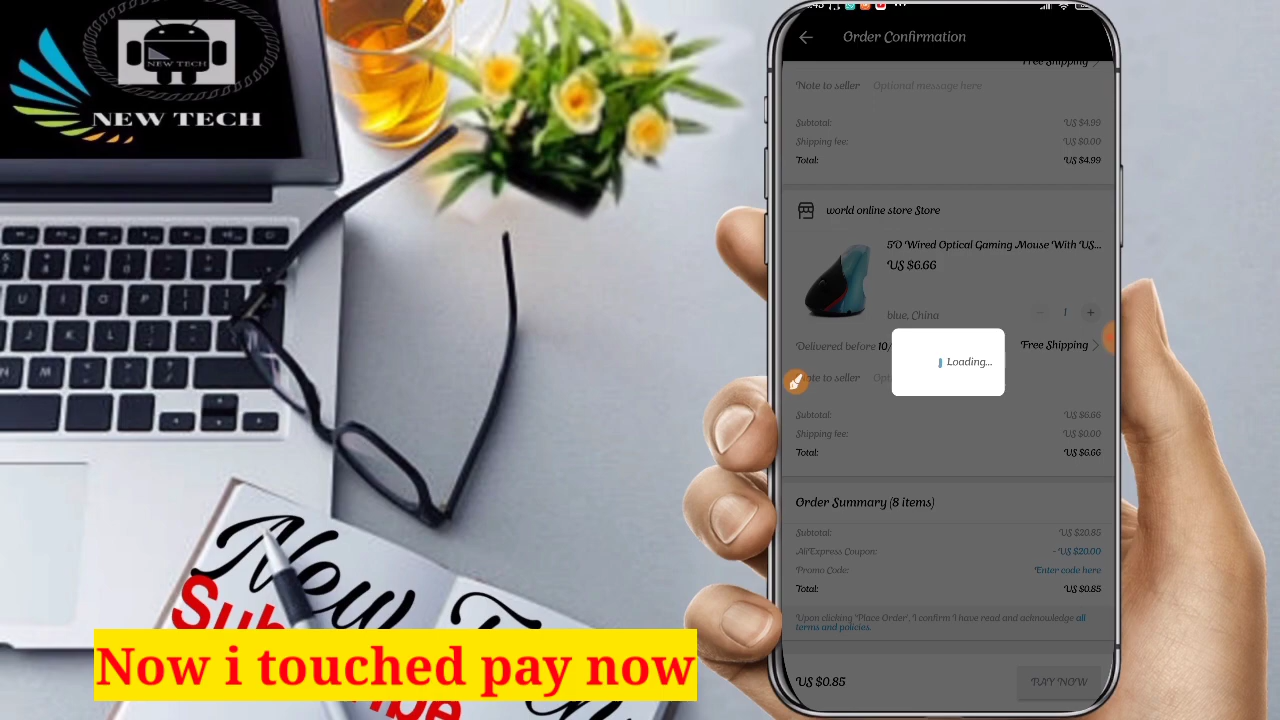 NEW TECH
NEW TECH
Order Confirmation
Free Shipping
Note to seller Optional message here
Subtotal: US $4.99
Shipping fee: US $0.00
Total: US $4.99
world online store Store
5D Wired Optical Gaming Mouse With US...
US $6.66
blue, China
1
Delivered before 10/
Free Shipping
Loading...
ote to seller Opt
Subtotal: US $6.66
Shipping fee: US $0.00
Total: US $6.66
Order Summary (8 items)
Subtotal: US $20.85
AliExpress Coupon: - US $20.00
Promo Code: Enter code here
Total: US $0.85
Upon clicking "Place Order", I confirm I have read and acknowledge all
terms and policies.
US $0.85
PAY NOW
New
Now i touched pay now